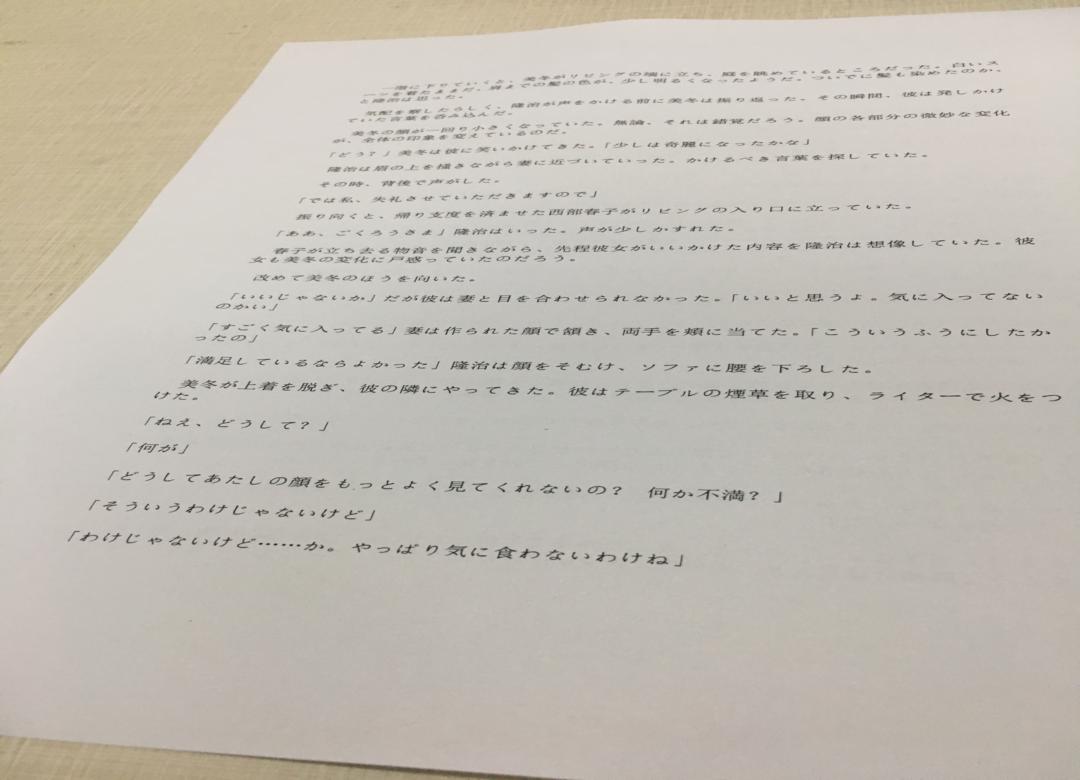 一階に下りていくと、美冬がリビングの端に立ち、庭を眺めているところだった。白いス
ーツを着たままだ。肩までの髪の色が、少し明るくなったようだ。ついでに髪も染めたのか、
と隆治は思った。
気配を察したらしく、隆治が声をかける前に美冬は振り返った。その瞬間、彼は発しかけ
ていた言葉を呑み込んだ。
美冬の顔が一回り小さくなっていた。無論、それは錯覚だろう。顔の各部分の微妙な変化
が、全体の印象を変えているのだ。
「どう？」美冬は彼に笑いかけてきた。「少しは奇麗になったかな」
隆治は眉の上を掻きながら妻に近づいていった。かけるべき言葉を探していた。
その時、背後で声がした。
「では私、失礼させていただきますので」
振り向くと、帰り支度を済ませた西部春子がリビングの入り口に立っていた。
「ああ、ごくろうさま」隆治はいった。声が少しかすれた。
春子が立ち去る物音を聞きながら、先程彼女がいいかけた内容を隆治は想像していた。彼
女も美冬の変化に戸惑っていたのだろう。
改めて美冬のほうを向いた。
「いいじゃないか」だが彼は妻と目を合わせられなかった。「いいと思うよ。気に入ってない
のかい」
「すごく気に入ってる」妻は作られた顔で頷き、両手を頬に当てた。「こういうふうにしたか
ったの」
「満足しているならよかった」隆治は顔をそむけ、ソファに腰を下ろした。
美冬が上着を脱ぎ、彼の隣にやってきた。彼はテーブルの煙草を取り、ライターで火をつ
けた。
「ねえ、どうして？」
「何が」
「どうしてあたしの顔をもっとよく見てくれないの？　何か不満？」
「そういうわけじゃないけど」
「わけじゃないけど……か。やっぱり気に食わないわけね」